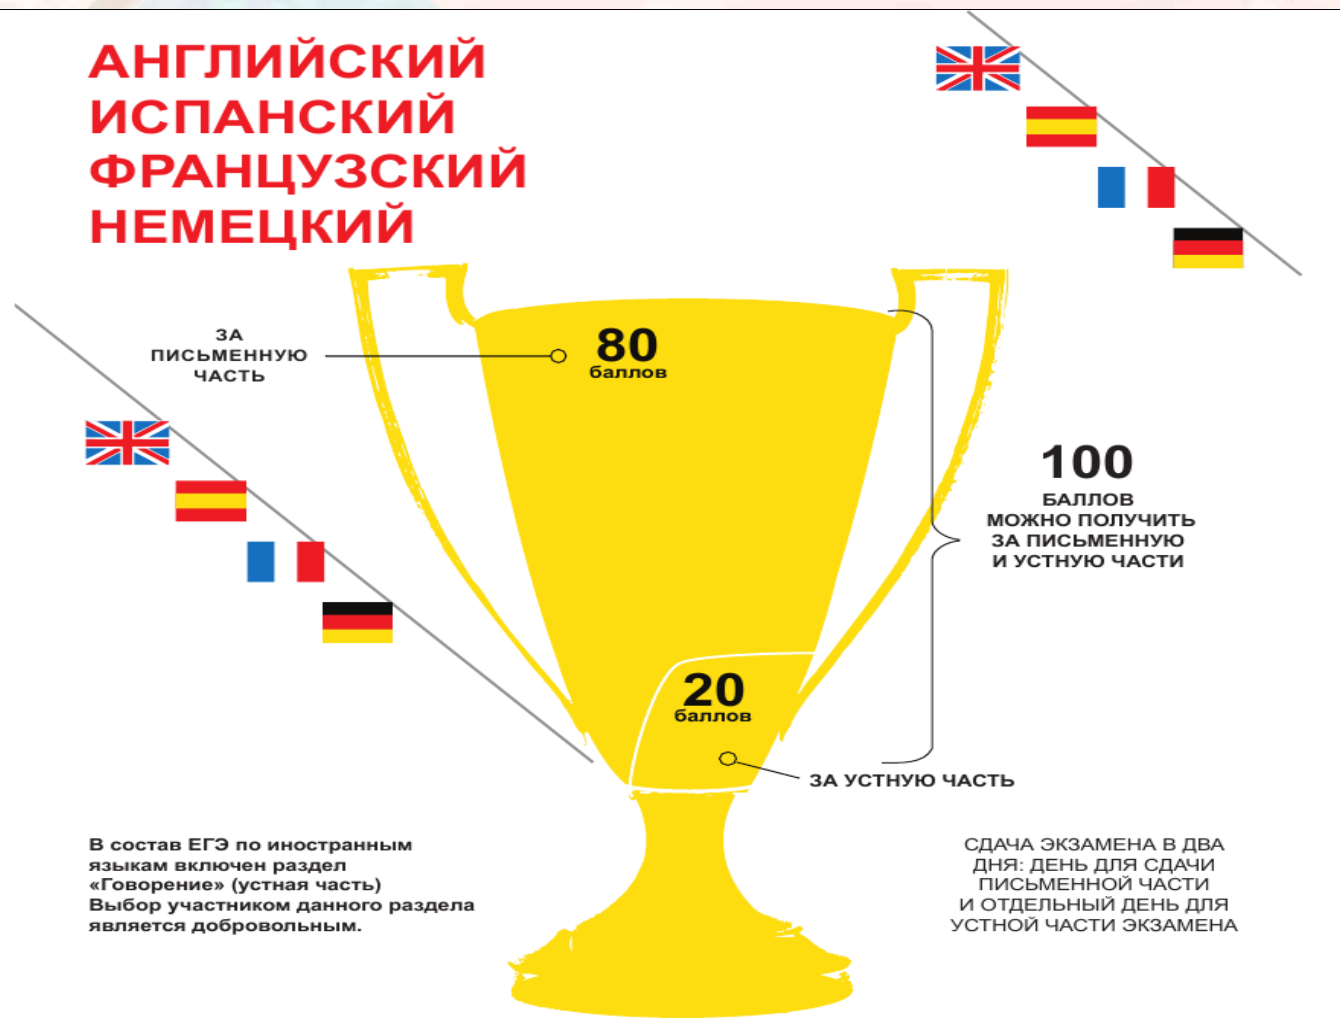 АНГЛИЙСКИЙ
ИСПАНСКИЙ
ФРАНЦУЗСКИЙ
НЕМЕЦКИЙ
ЗА
ПИСЬМЕННУЮ
ЧАСТЬ
80
баллов
100
БАЛЛОВ
МОЖНО ПОЛУЧИТЬ
ЗА ПИСЬМЕННУЮ
И УСТНУЮ ЧАСТИ
20
баллов
ЗА УСТНУЮ ЧАСТЬ
В состав ЕГЭ по иностранным
языкам включен раздел
«Говорение» (устная часть)
Выбор участником данного раздела
является добровольным.
СДАЧА ЭКЗАМЕНА В ДВА
ДНЯ: ДЕНЬ ДЛЯ СДАЧИ
ПИСЬМЕННОЙ ЧАСТИ
И ОТДЕЛЬНЫЙ ДЕНЬ ДЛЯ
УСТНОЙ ЧАСТИ ЭКЗАМЕНА